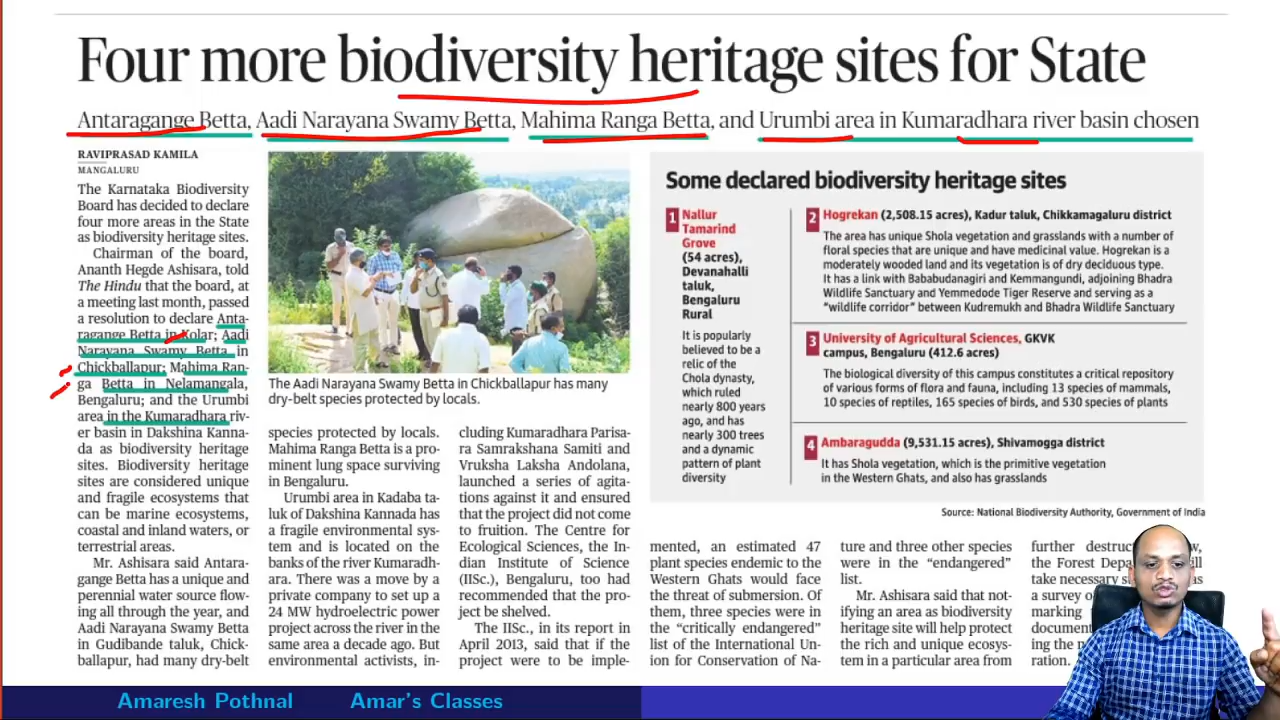 Four more biodiversity heritage sites for State
Antaragange Betta, Aadi Narayana Swamy Betta, Mahima Ranga Betta, and Urumbi area in Kumaradhara river basin chosen
RAVIPRASAD KAMILA
MANGALURU
The Karnataka Biodiversity
Board has decided to declare
four more areas in the State
as biodiversity heritage sites.
Chairman of the board,
Ananth Hegde Ashisara, told
The Hindu that the board, at
a meeting last month, passed
a resolution to declare Anta-
ragange Betta in Kolar; Aadi
Narayana Swamy Betta in
Chickballapur; Mahima Ran-
ga Betta in Nelamangala,
Bengaluru; and the Urumbi
area in the Kumaradhara riv-
er basin in Dakshina Kanna-
da as biodiversity heritage
sites. Biodiversity heritage
sites are considered unique
and fragile ecosystems that
can be marine ecosystems,
coastal and inland waters, or
terrestrial areas.
Mr. Ashisara said Antara-
gange Betta has a unique and
perennial water source flow-
ing all through the year, and
Aadi Narayana Swamy Betta
in Gudibande taluk, Chick-
ballapur, had many dry-belt
The Aadi Narayana Swamy Betta in Chickballapur has many
dry-belt species protected by locals.
species protected by locals.
Mahima Ranga Betta is a pro-
minent lung space surviving
in Bengaluru.
Urumbi area in Kadaba ta-
luk of Dakshina Kannada has
a fragile environmental sys-
tem and is located on the
banks of the river Kumaradh-
ara. There was a move by a
private company to set up a
24 MW hydroelectric power
project across the river in the
same area a decade ago. But
environmental activists, in-
cluding Kumaradhara Parisa-
ra Samrakshana Samiti and
Vruksha Laksha Andolana,
launched a series of agita-
tions against it and ensured
that the project did not come
to fruition. The Centre for
Ecological Sciences, the In-
dian Institute of Science
(IISc.), Bengaluru, too had
recommended that the pro-
ject be shelved.
The IISc., in its report in
April 2013, said that if the
project were to be imple-
Some declared biodiversity heritage sites
1 Nallur
Tamarind
Grove
(54 acres),
Devanahalli
taluk,
Bengaluru
Rural
It is popularly
believed to be a
relic of the
Chola dynasty,
which ruled
nearly 800 years
ago, and has
nearly 300 trees
and a dynamic
pattern of plant
diversity
2 Hogrekan (2,508.15 acres), Kadur taluk, Chikkamagaluru district
The area has unique Shola vegetation and grasslands with a number of
floral species that are unique and have medicinal value. Hogrekan is a
moderately wooded land and its vegetation is of dry deciduous type.
It has a link with Bababudanagiri and Kemmangundi, adjoining Bhadra
Wildlife Sanctuary and Yemmedode Tiger Reserve and serving as a
“wildlife corridor” between Kudremukh and Bhadra Wildlife Sanctuary
3 University of Agricultural Sciences, GKVK
campus, Bengaluru (412.6 acres)
The biological diversity of this campus constitutes a critical repository
of various forms of flora and fauna, including 13 species of mammals,
10 species of reptiles, 165 species of birds, and 530 species of plants
4 Ambaragudda (9,531.15 acres), Shivamogga district
It has Shola vegetation, which is the primitive vegetation
in the Western Ghats, and also has grasslands
Source: National Biodiversity Authority, Government of India
mented, an estimated 47
plant species endemic to the
Western Ghats would face
the threat of submersion. Of
them, three species were in
the “critically endangered”
list of the International Un-
ion for Conservation of Na-
ture and three other species
were in the “endangered”
list.
Mr. Ashisara said that not-
ifying an area as biodiversity
heritage site will help protect
the rich and unique ecosys-
tem in a particular area from
further
the Forest
take necessary
a survey
marking
Amaresh Pothnal Amar's Classes